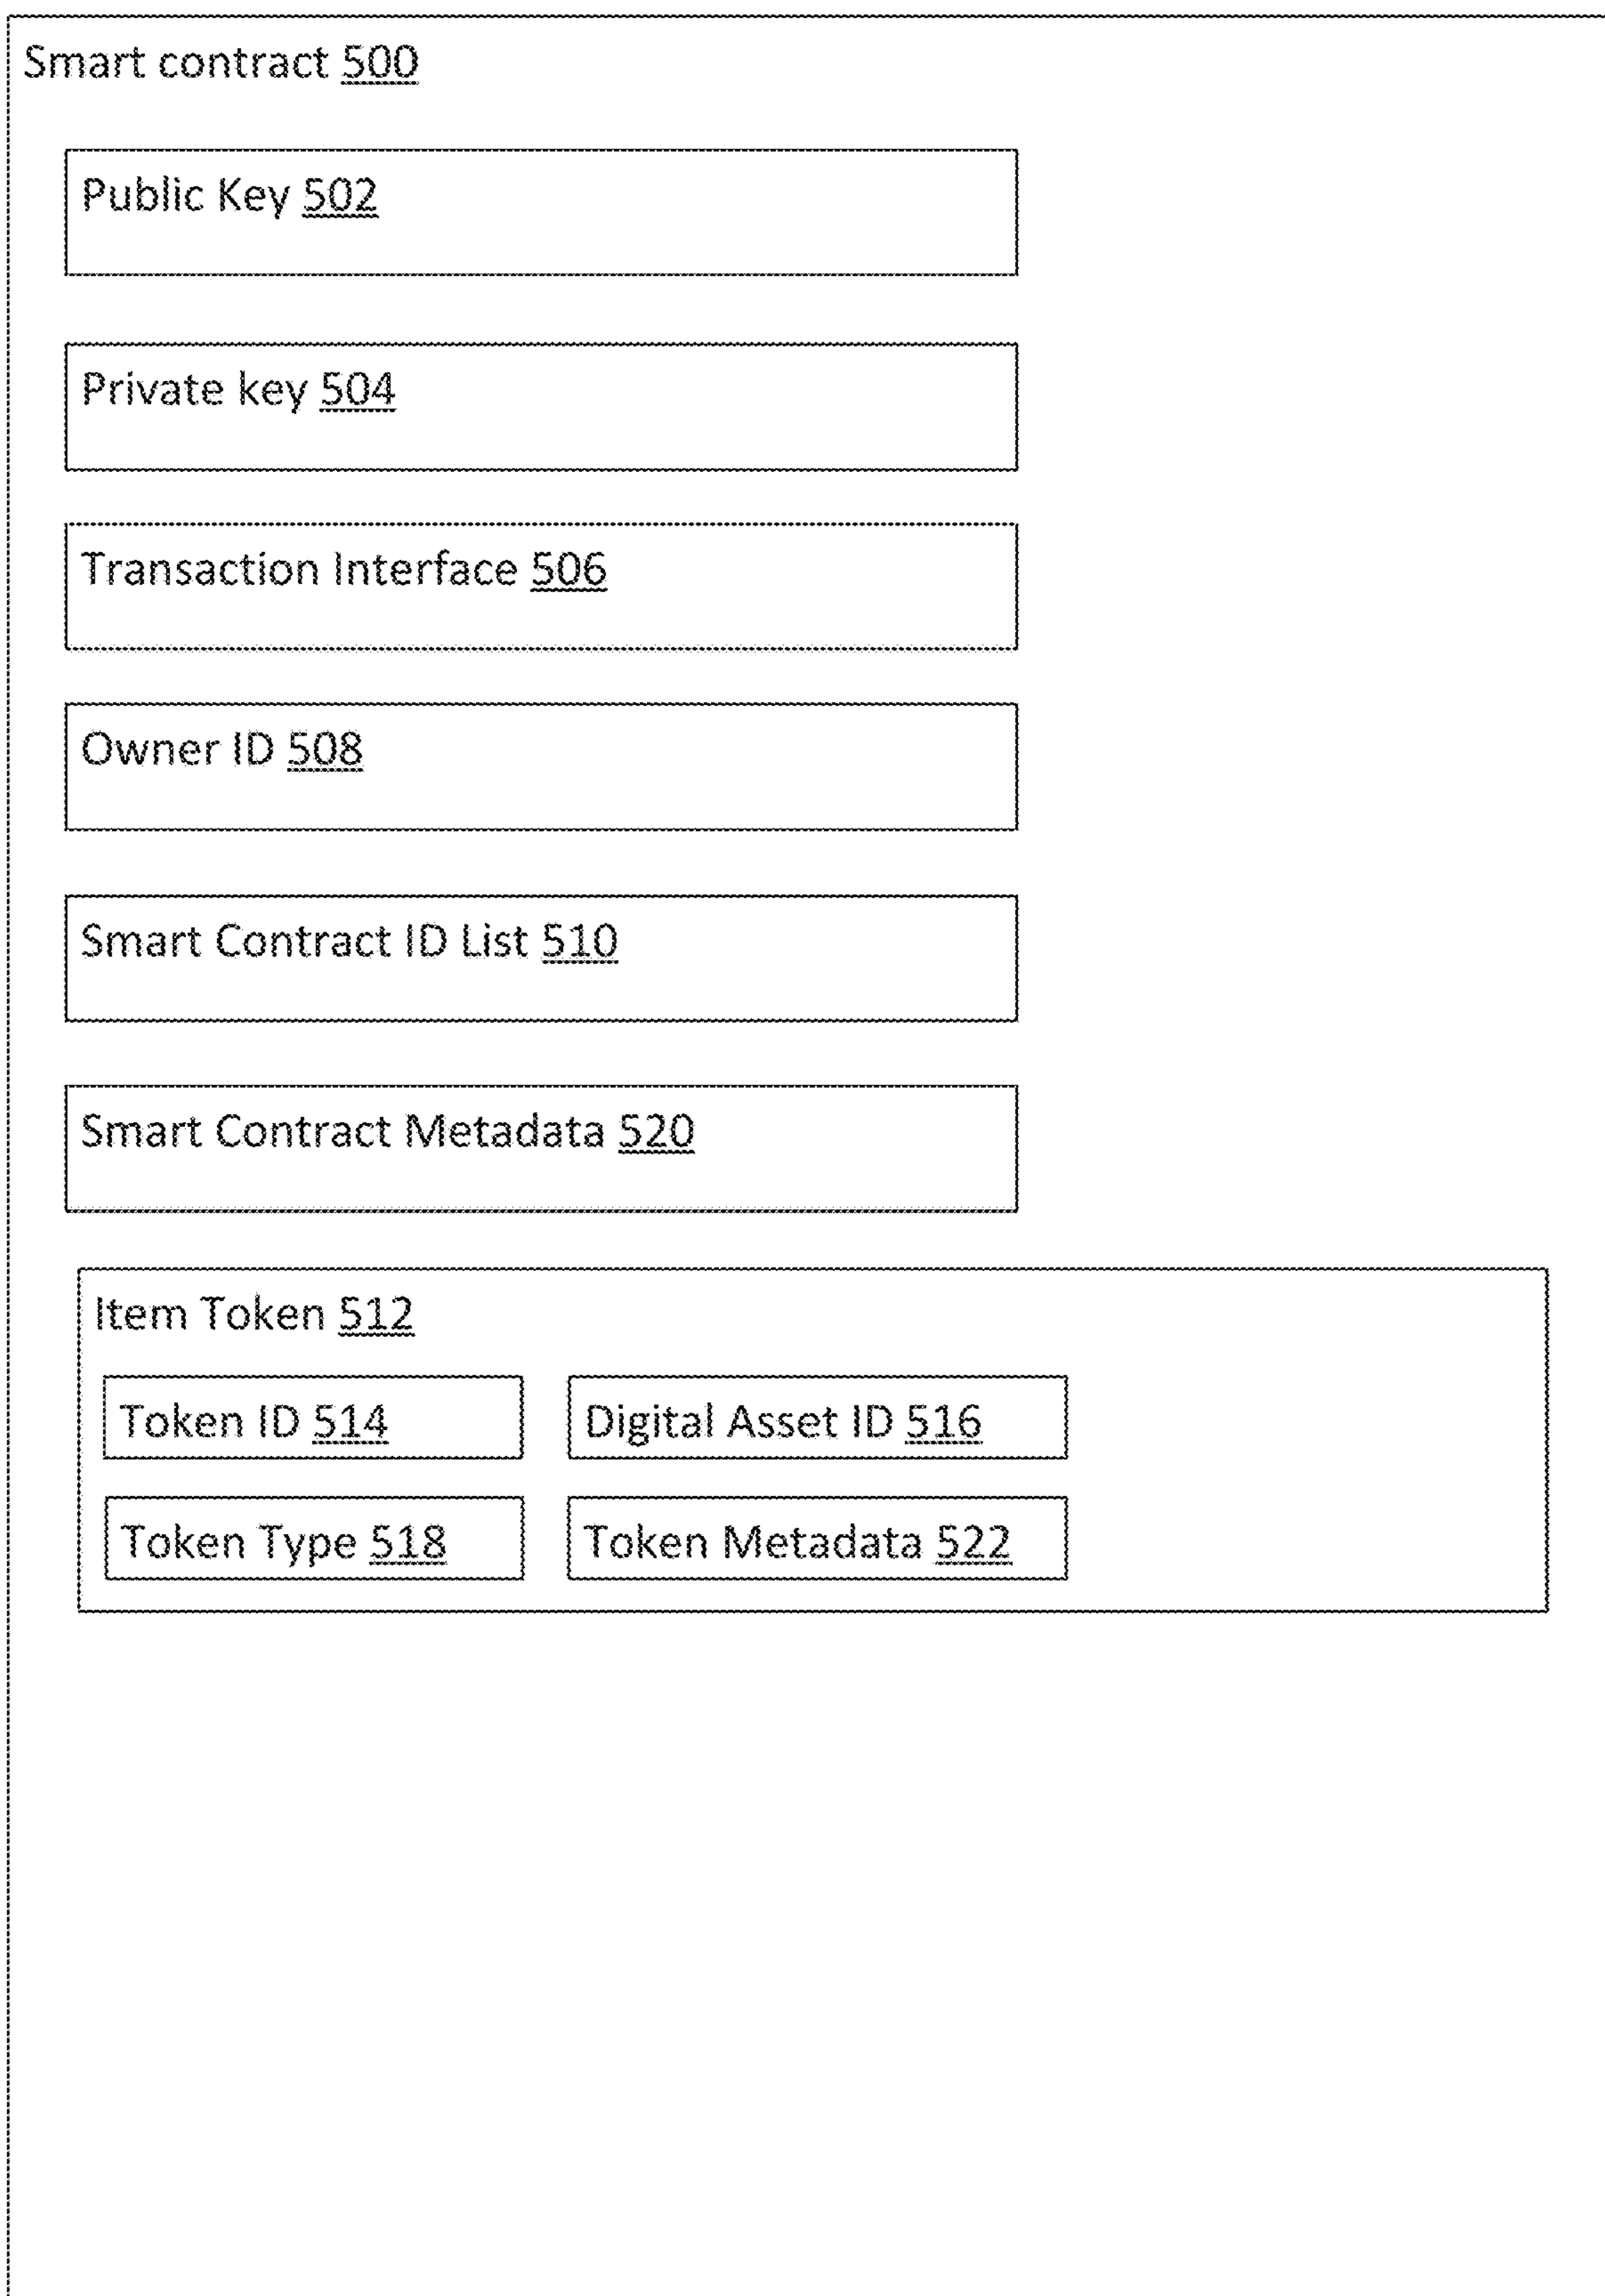 Smart contract 500
Public Key 502
Private key 504
Transaction Interface 506
Owner ID 508
Smart Contract ID List 510
Smart Contract Metadata 520
Item Token 512
Token ID 514 Digital Asset ID 516
Token Type 518 Token Metadata 522